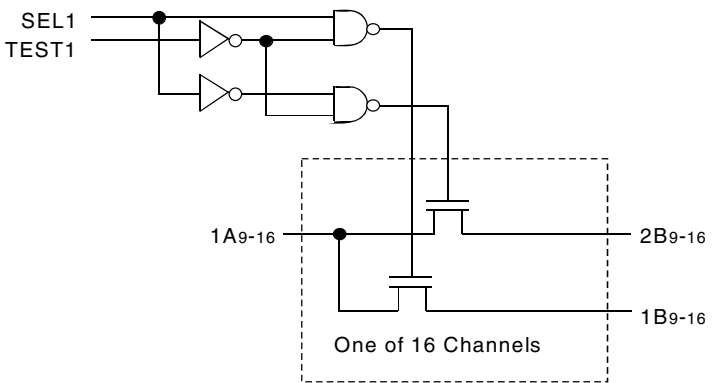 SEL1
TEST1
1A9-16
2B9-16
1B9-16
One of 16 Channels